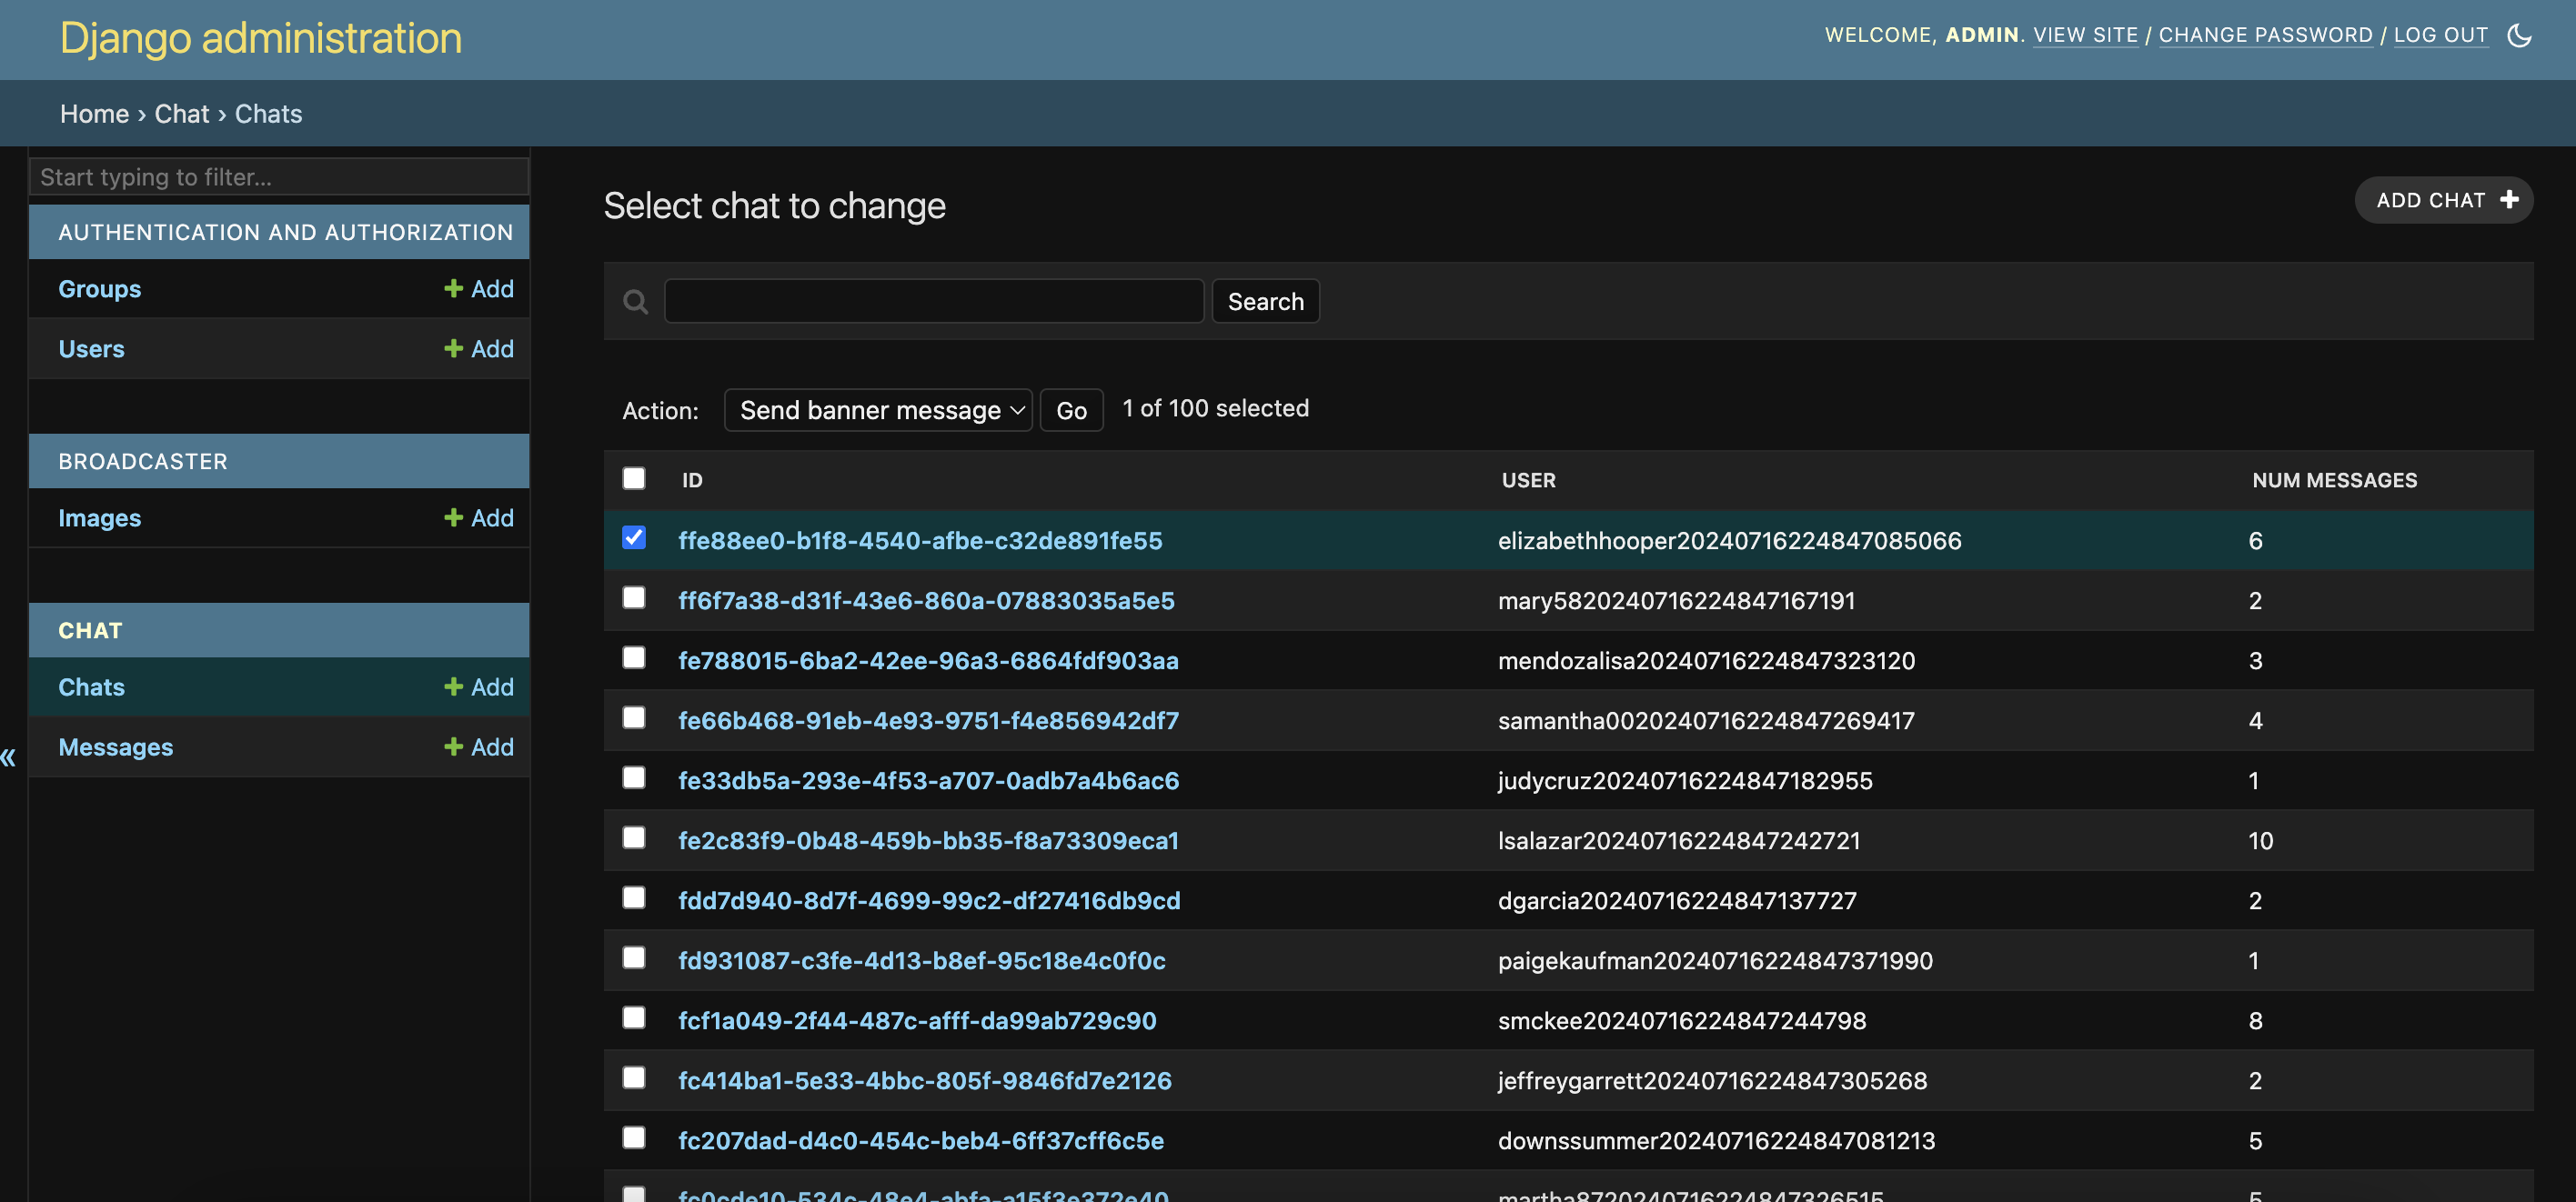 Django administration
WELCOME, ADMIN. VIEW SITE / CHANGE PASSWORD / LOG OUT
Home › Chat › Chats
Start typing to filter...
AUTHENTICATION AND AUTHORIZATION
Groups + Add
Users + Add
BROADCASTER
Images + Add
CHAT
Chats + Add
Messages + Add
«
Select chat to change
ADD CHAT +
Search
Action: Send banner message Go 1 of 100 selected
ID USER NUM MESSAGES
ffe88ee0-b1f8-4540-afbe-c32de891fe55 elizabethhooper20240716224847085066 6
ff6f7a38-d31f-43e6-860a-07883035a5e5 mary5820240716224847167191 2
fe788015-6ba2-42ee-96a3-6864fdf903aa mendozalisa20240716224847323120 3
fe66b468-91eb-4e93-9751-f4e856942df7 samantha0020240716224847269417 4
fe33db5a-293e-4f53-a707-0adb7a4b6ac6 judycruz20240716224847182955 1
fe2c83f9-0b48-459b-bb35-f8a73309eca1 lsalazar20240716224847242721 10
fdd7d940-8d7f-4699-99c2-df27416db9cd dgarcia20240716224847137727 2
fd931087-c3fe-4d13-b8ef-95c18e4c0f0c paigekaufman20240716224847371990 1
fcf1a049-2f44-487c-afff-da99ab729c90 smckee20240716224847244798 8
fc414ba1-5e33-4bbc-805f-9846fd7e2126 jeffreygarrett20240716224847305268 2
fc207dad-d4c0-454c-beb4-6ff37cff6c5e downssummer20240716224847081213 5
fc0cde10-534c-48e4-abfa-a15f3e372e40 martha8720240716224847326515 5